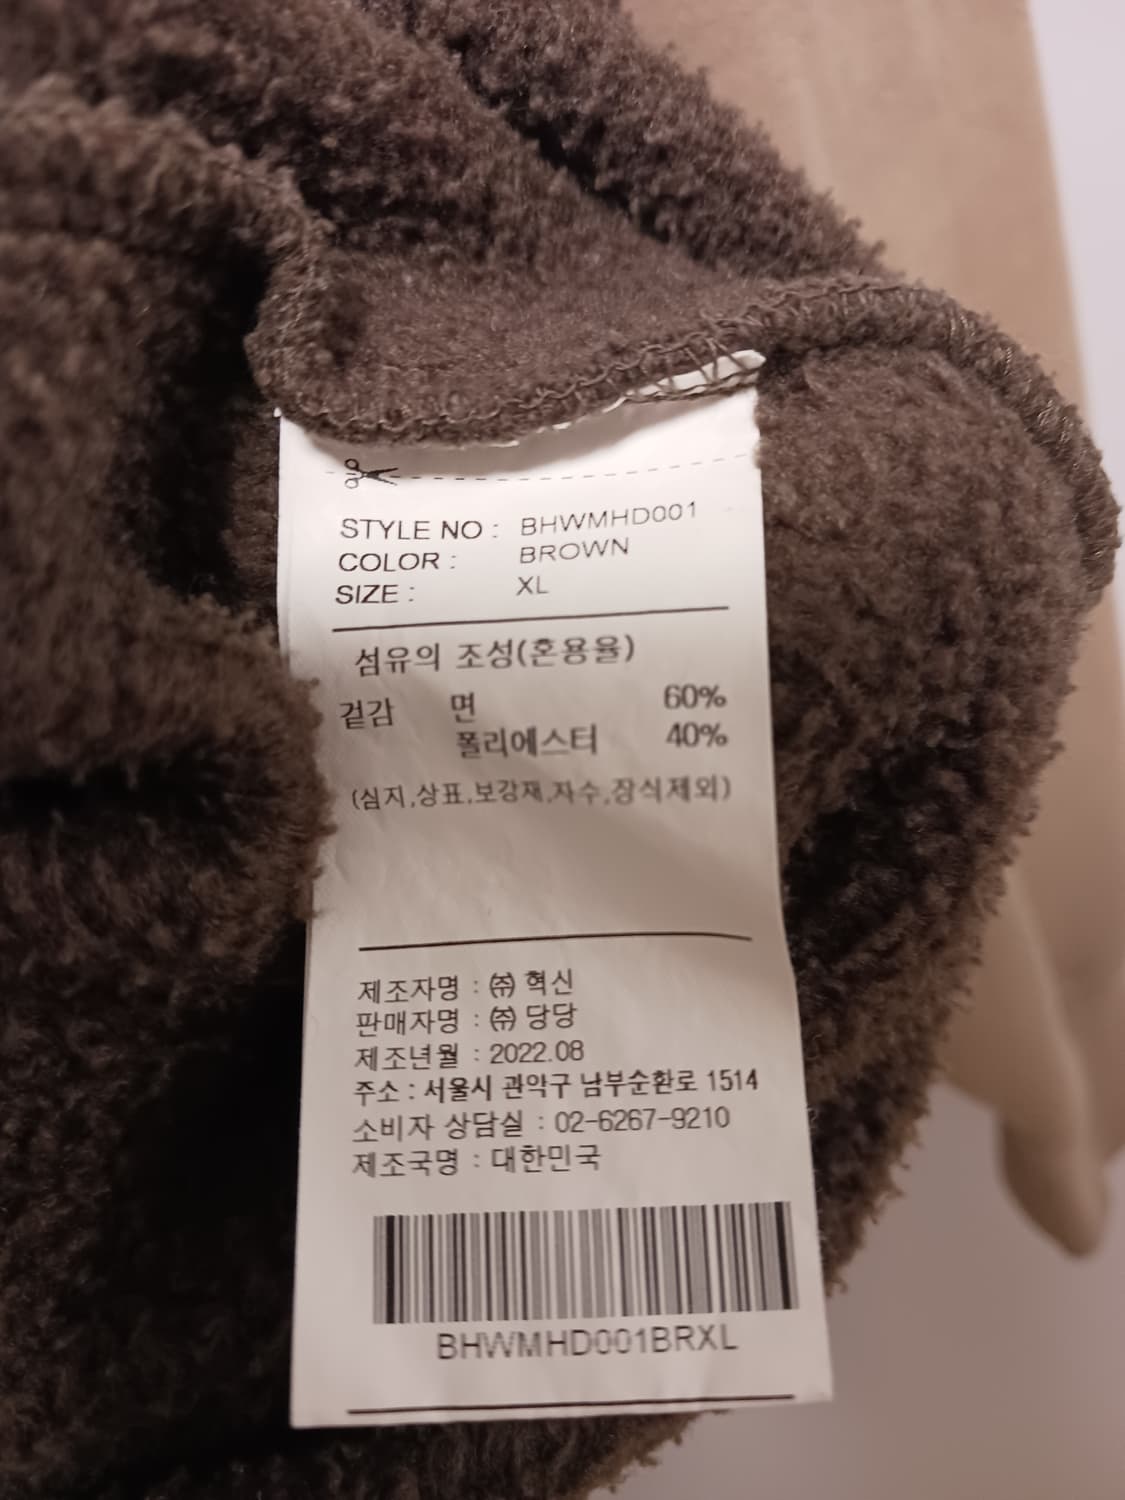 STYLE NO : BHWMHD001
COLOR : BROWN
SIZE : XL
섬유의 조성(혼용율)
겉감 면 60%
폴리에스터 40%
(심지,상표,보강재,자수,장식제외)
제조자명 : ㈜ 혁신
판매자명 : ㈜ 당당
제조년월 : 2022.08
주소 : 서울시 관악구 남부순환로 1514
소비자 상담실 : 02-6267-9210
제조국명 : 대한민국
BHWMHD001BRXL